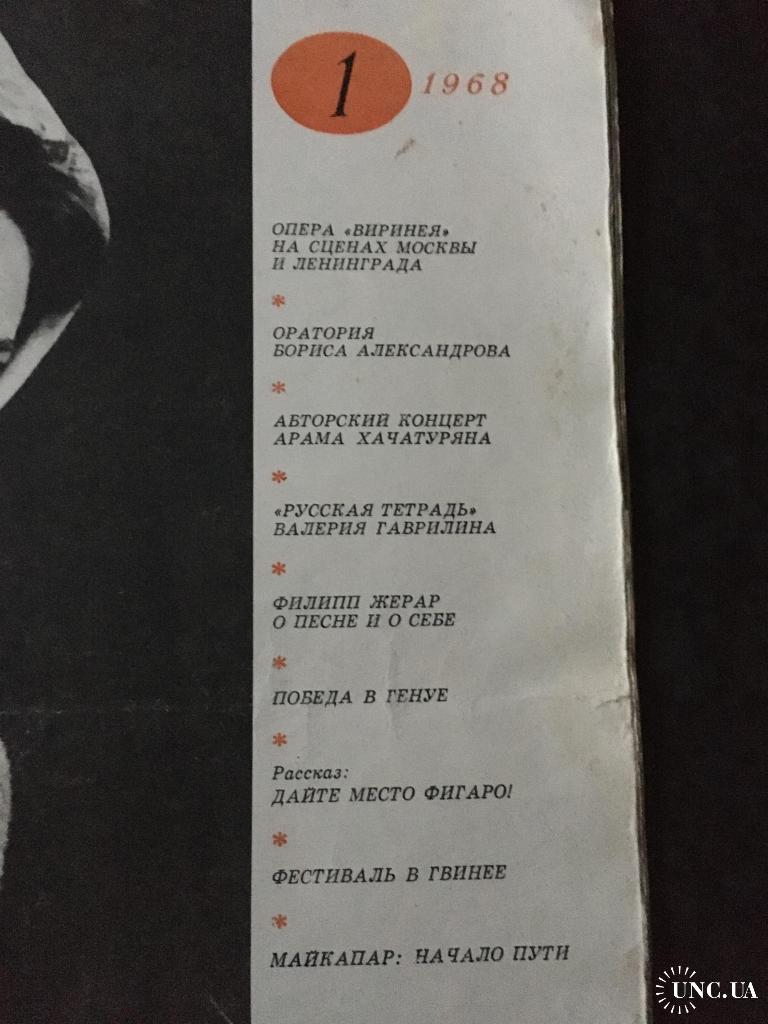 1 1968
ОПЕРА «ВИРИНЕЯ»
НА СЦЕНАХ МОСКВЫ
И ЛЕНИНГРАДА
*
ОРАТОРИЯ
БОРИСА АЛЕКСАНДРОВА
*
АВТОРСКИЙ КОНЦЕРТ
АРАМА ХАЧАТУРЯНА
*
«РУССКАЯ ТЕТРАДЬ»
ВАЛЕРИЯ ГАВРИЛИНА
*
ФИЛИПП ЖЕРАР
О ПЕСНЕ И О СЕБЕ
*
ПОБЕДА В ГЕНУЕ
*
Рассказ:
ДАЙТЕ МЕСТО ФИГАРО!
*
ФЕСТИВАЛЬ В ГВИНЕЕ
*
МАЙКАПАР: НАЧАЛО ПУТИ
UNC.UA